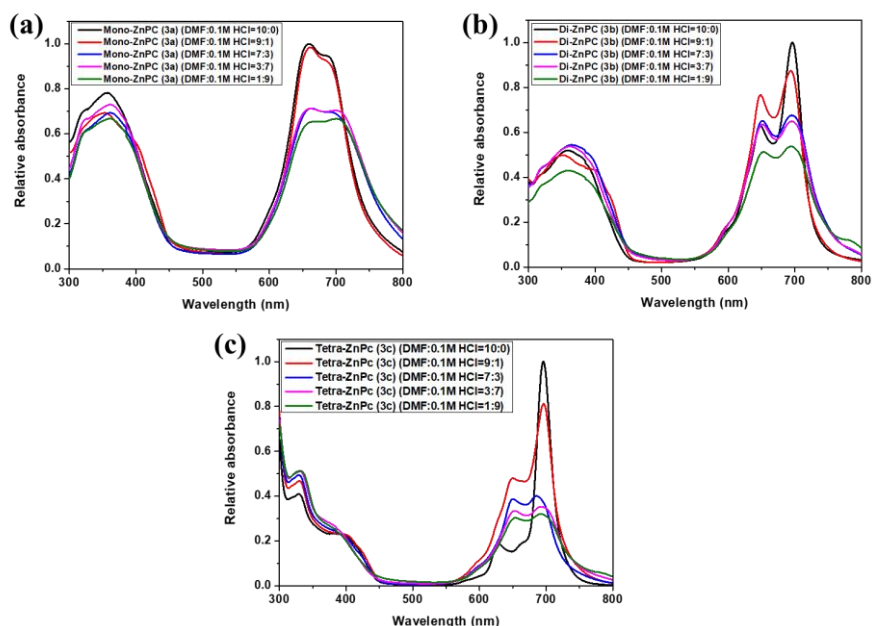 (a)
Mono-ZnPC (3a) (DMF:0.1M HCl=10:0)
Mono-ZnPC (3a) (DMF:0.1M HCl=9:1)
Mono-ZnPC (3a) (DMF:0.1M HCl=7:3)
Mono-ZnPC (3a) (DMF:0.1M HCl=3:7)
Mono-ZnPC (3a) (DMF:0.1M HCl=1:9)
Relative absorbance
1.0
0.8
0.6
0.4
0.2
0.0
300 400 500 600 700 800
Wavelength (nm)
(b)
Di-ZnPC (3b) (DMF:0.1M HCl=10:0)
Di-ZnPC (3b) (DMF:0.1M HCl=9:1)
Di-ZnPC (3b) (DMF:0.1M HCl=7:3)
Di-ZnPC (3b) (DMF:0.1M HCl=3:7)
Di-ZnPC (3b) (DMF:0.1M HCl=1:9)
Relative absorbance
1.0
0.8
0.6
0.4
0.2
0.0
300 400 500 600 700 800
Wavelength (nm)
(c)
Tetra-ZnPc (3c) (DMF:0.1M HCl=10:0)
Tetra-ZnPc (3c) (DMF:0.1M HCl=9:1)
Tetra-ZnPc (3c) (DMF:0.1M HCl=7:3)
Tetra-ZnPc (3c) (DMF:0.1M HCl=3:7)
Tetra-ZnPc (3c) (DMF:0.1M HCl=1:9)
Relative absorbance
1.0
0.8
0.6
0.4
0.2
0.0
300 400 500 600 700 800
Wavelength (nm)